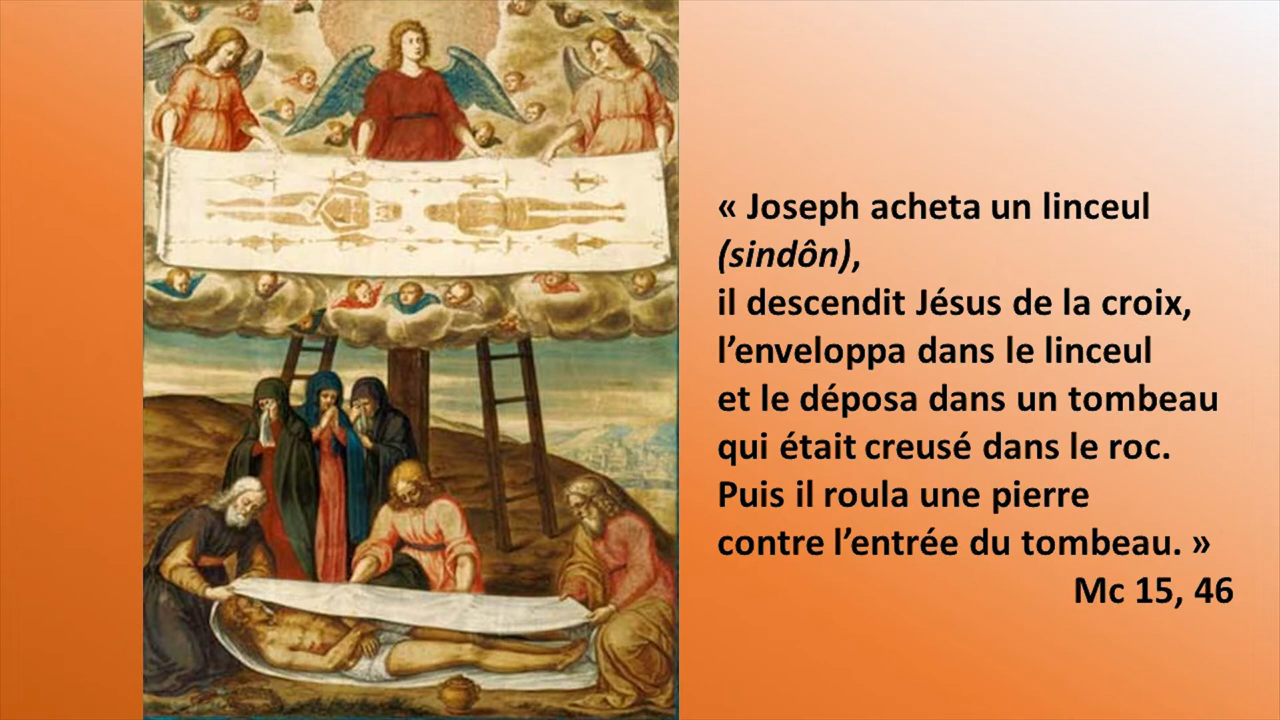 « Joseph acheta un linceul
(sindôn),
il descendit Jésus de la croix,
l’enveloppa dans le linceul
et le déposa dans un tombeau
qui était creusé dans le roc.
Puis il roula une pierre
contre l’entrée du tombeau. »
Mc 15, 46